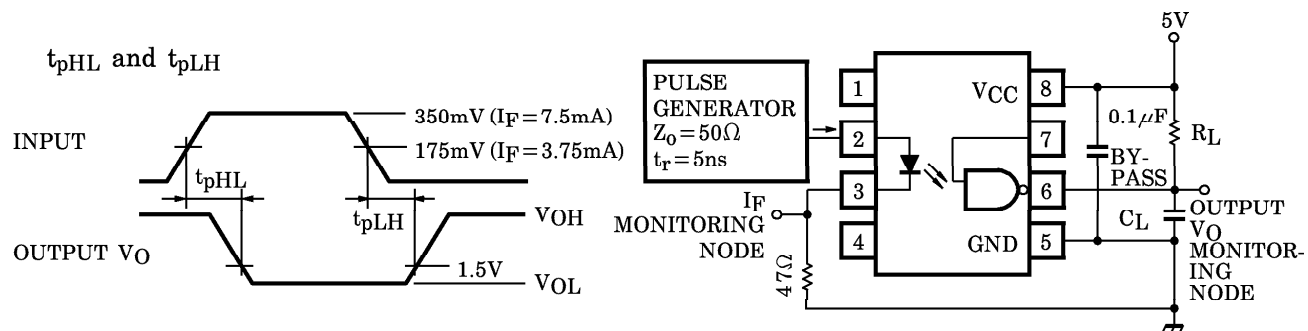 tpHL and tpLH
INPUT
350mV (IF=7.5mA)
175mV (IF=3.75mA)
tpHL
tpLH
VOH
OUTPUT VO
1.5V
VOL
PULSE
GENERATOR
Zo=50Ω
tr=5ns
IF
MONITORING
NODE
47Ω
1
2
3
4
VCC
GND
8
7
6
5
5V
0.1μF
BY-
PASS
RL
CL
OUTPUT
VO
MONITOR-
ING
NODE